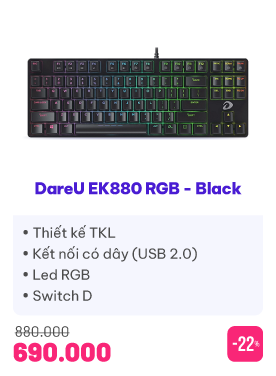 DareU EK880 RGB - Black
• Thiết kế TKL
• Kết nối có dây (USB 2.0)
• Led RGB
• Switch D
880.000
690.000
-22%